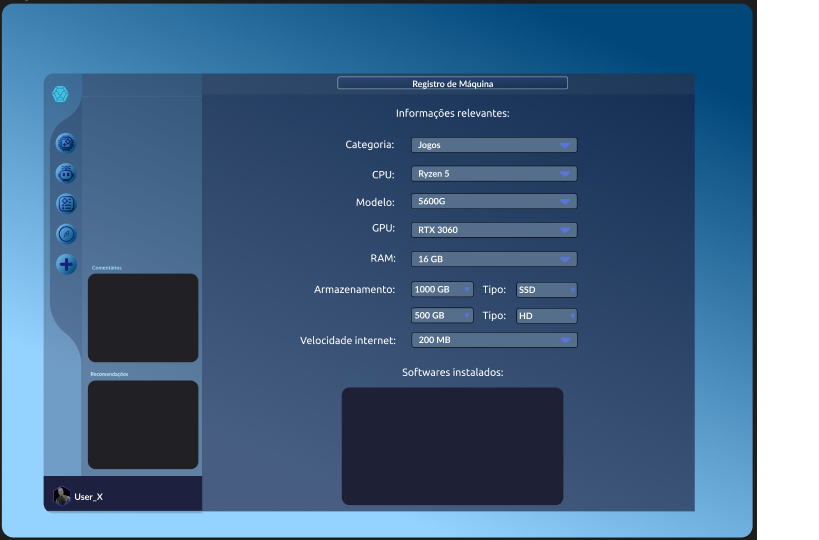 Registro de Máquina
Informações relevantes:
Categoria: Jogos
CPU: Ryzen 5
Modelo: 5600G
GPU: RTX 3060
RAM: 16 GB
Armazenamento: 1000 GB Tipo: SSD
500 GB Tipo: HD
Velocidade internet: 200 MB
Softwares instalados:
Comentários
Recomendações
User_X